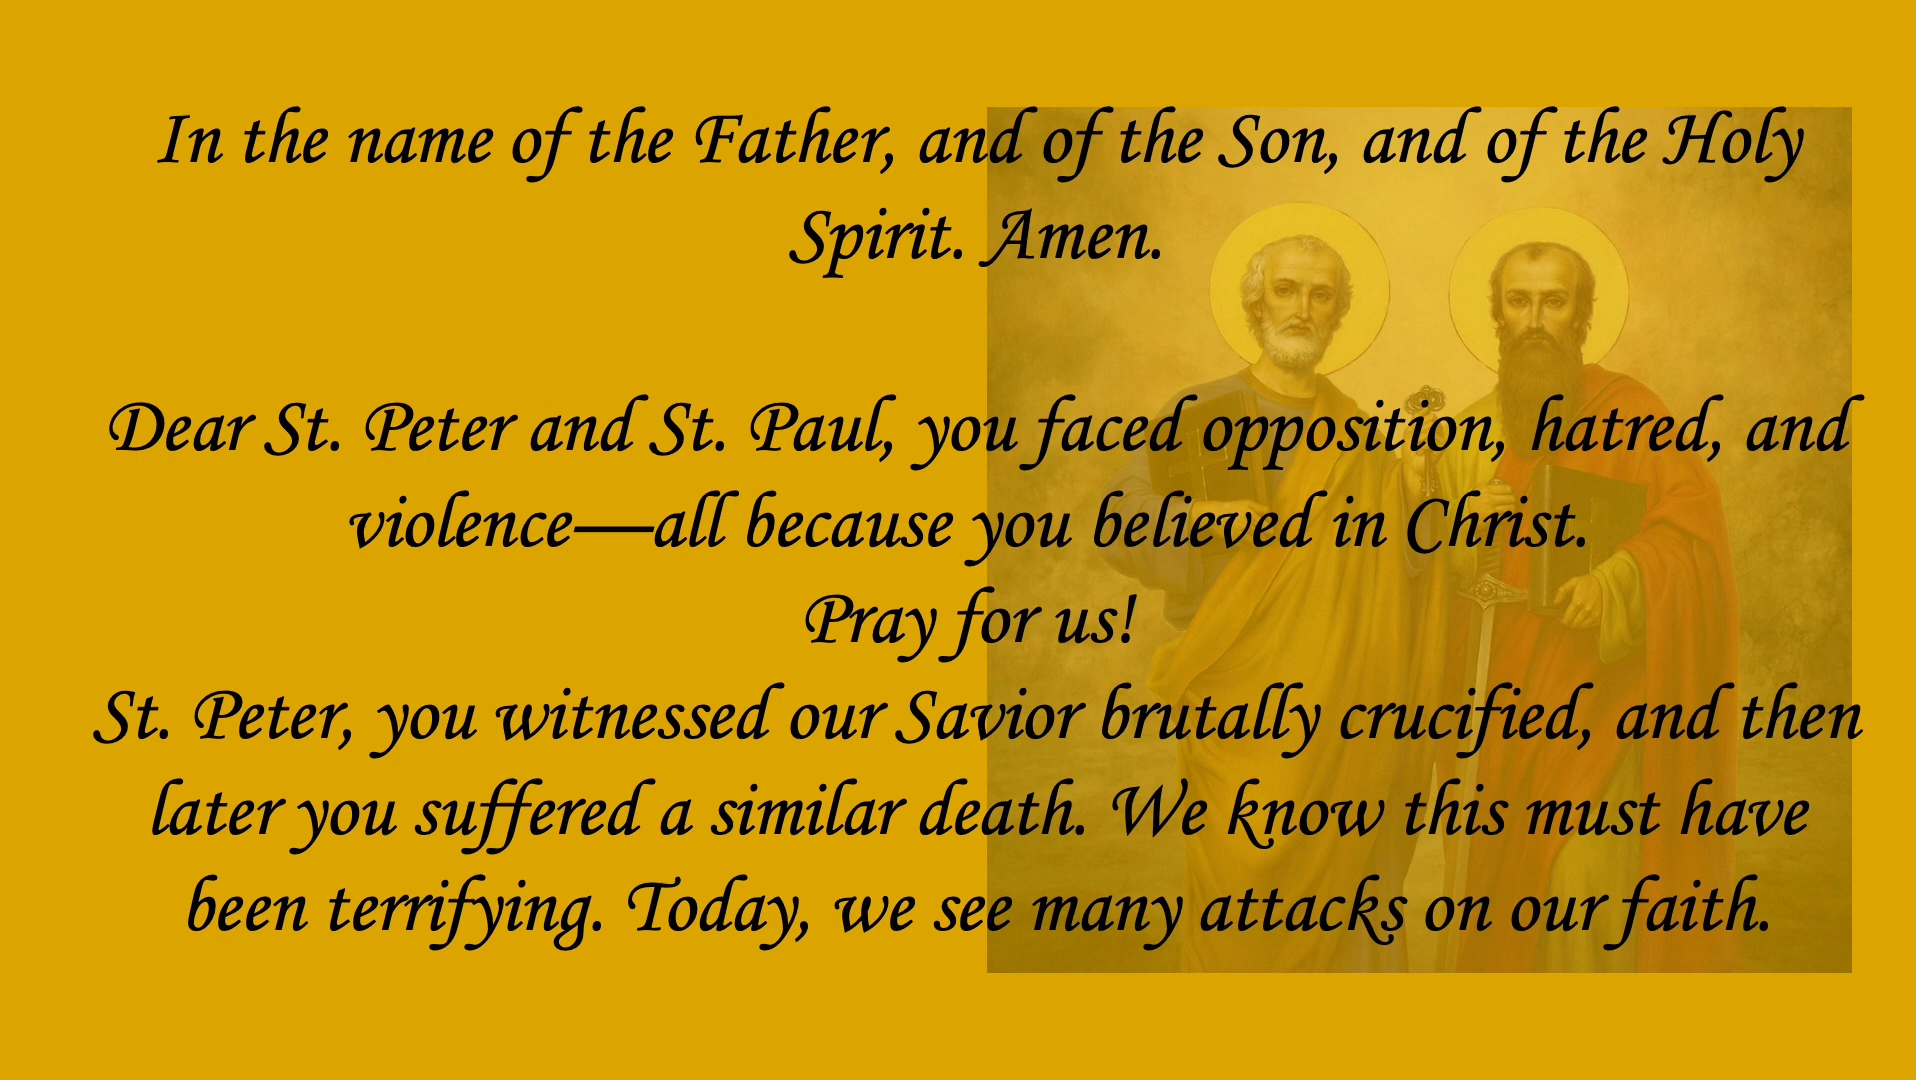 In the name of the Father, and of the Son, and of the Holy
Spirit. Amen.
Dear St. Peter and St. Paul, you faced opposition, hatred, and
violence—all because you believed in Christ.
Pray for us!
St. Peter, you witnessed our Savior brutally crucified, and then
later you suffered a similar death. We know this must have
been terrifying. Today, we see many attacks on our faith.